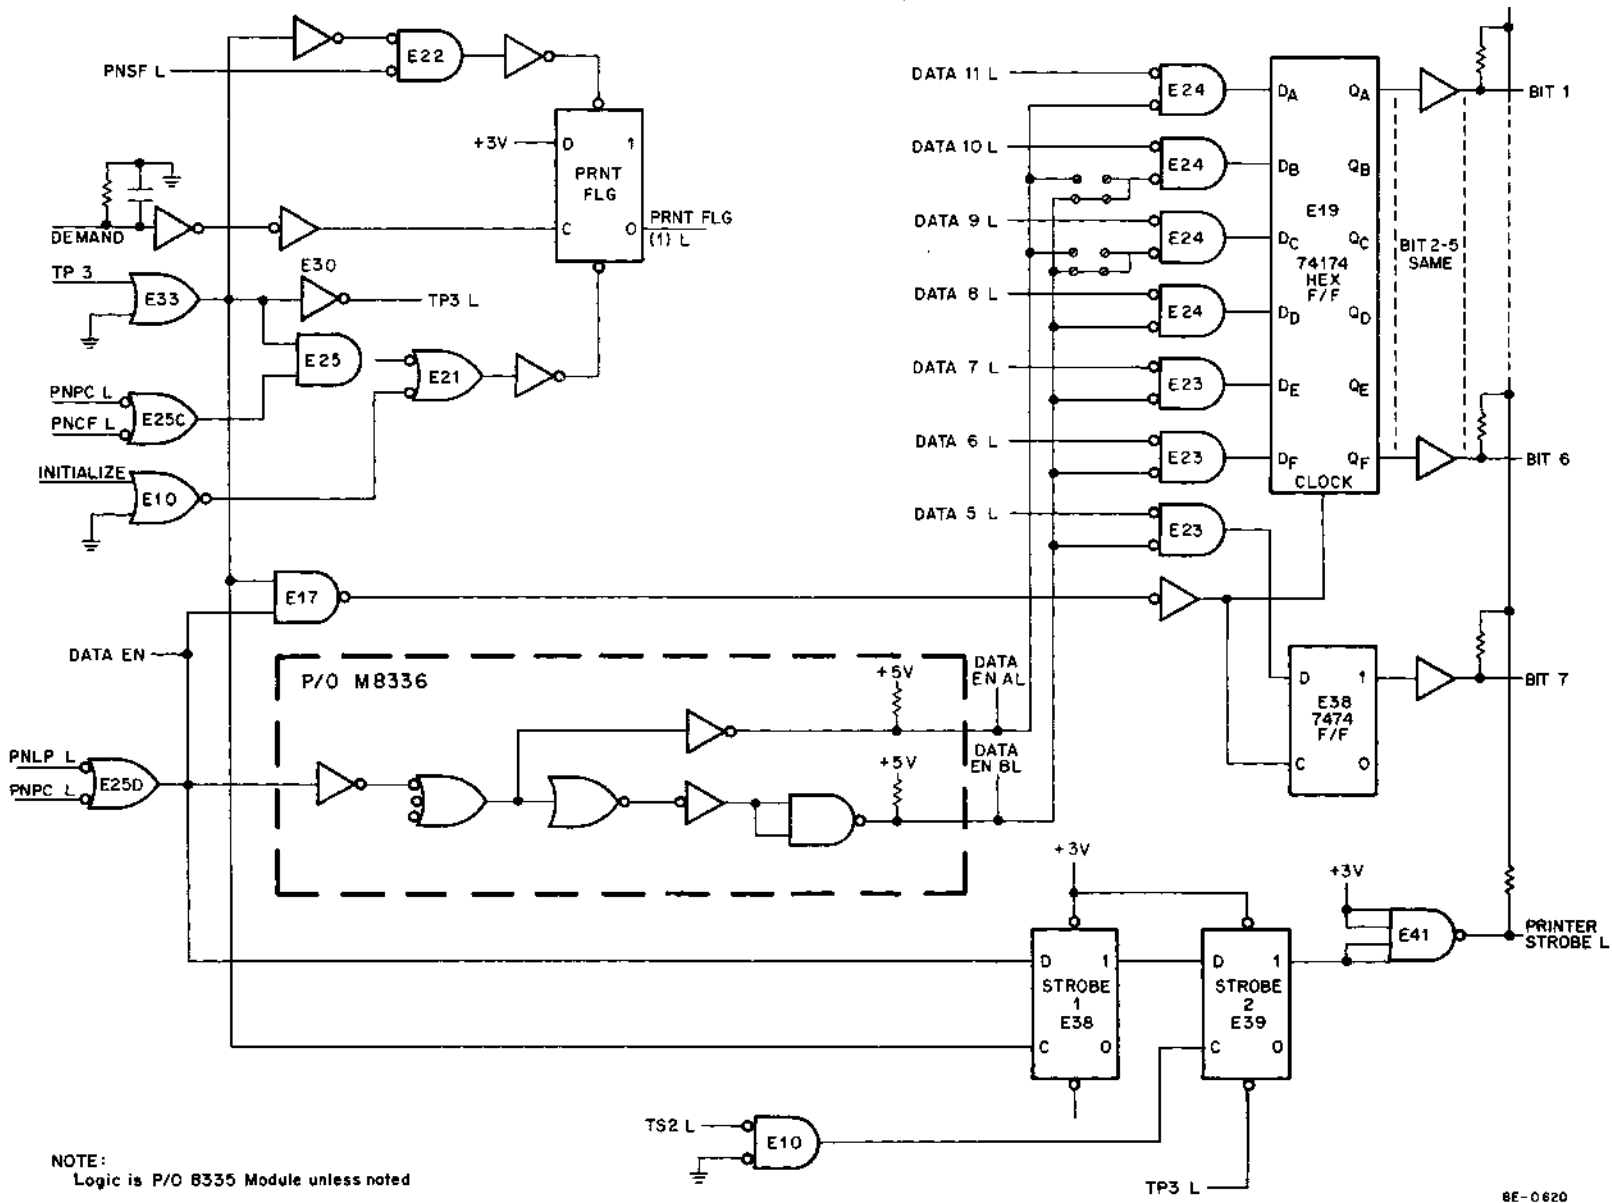 PNSF L
E22
+3V
D 1
PRNT
FLG
C 0
PRNT FLG
(1) L
DEMAND
TP 3
E33
E30
TP3 L
E25
E21
PNPC L
PNCF L
E25C
INITIALIZE
E10
E17
DATA EN
P/O M8336
+5V
DATA
EN AL
+5V
DATA
EN BL
PNLP L
PNPC L
E25D
DATA 11 L
E24
DATA 10 L
E24
DATA 9 L
E24
DATA 8 L
E24
DATA 7 L
E23
DATA 6 L
E23
DATA 5 L
E23
DA QA
DB QB
E19
DC QC
74174
HEX
F/F
DD QD
DE QE
DF QF
CLOCK
BIT 2-5
SAME
BIT 1
BIT 6
D 1
E38
7474
F/F
C 0
BIT 7
+3V
D 1
STROBE
1
E38
C 0
D 1
STROBE
2
E39
C 0
+3V
E41
PRINTER
STROBE L
TS2 L
E10
TP3 L
NOTE:
Logic is P/O 8335 Module unless noted
8E-0620